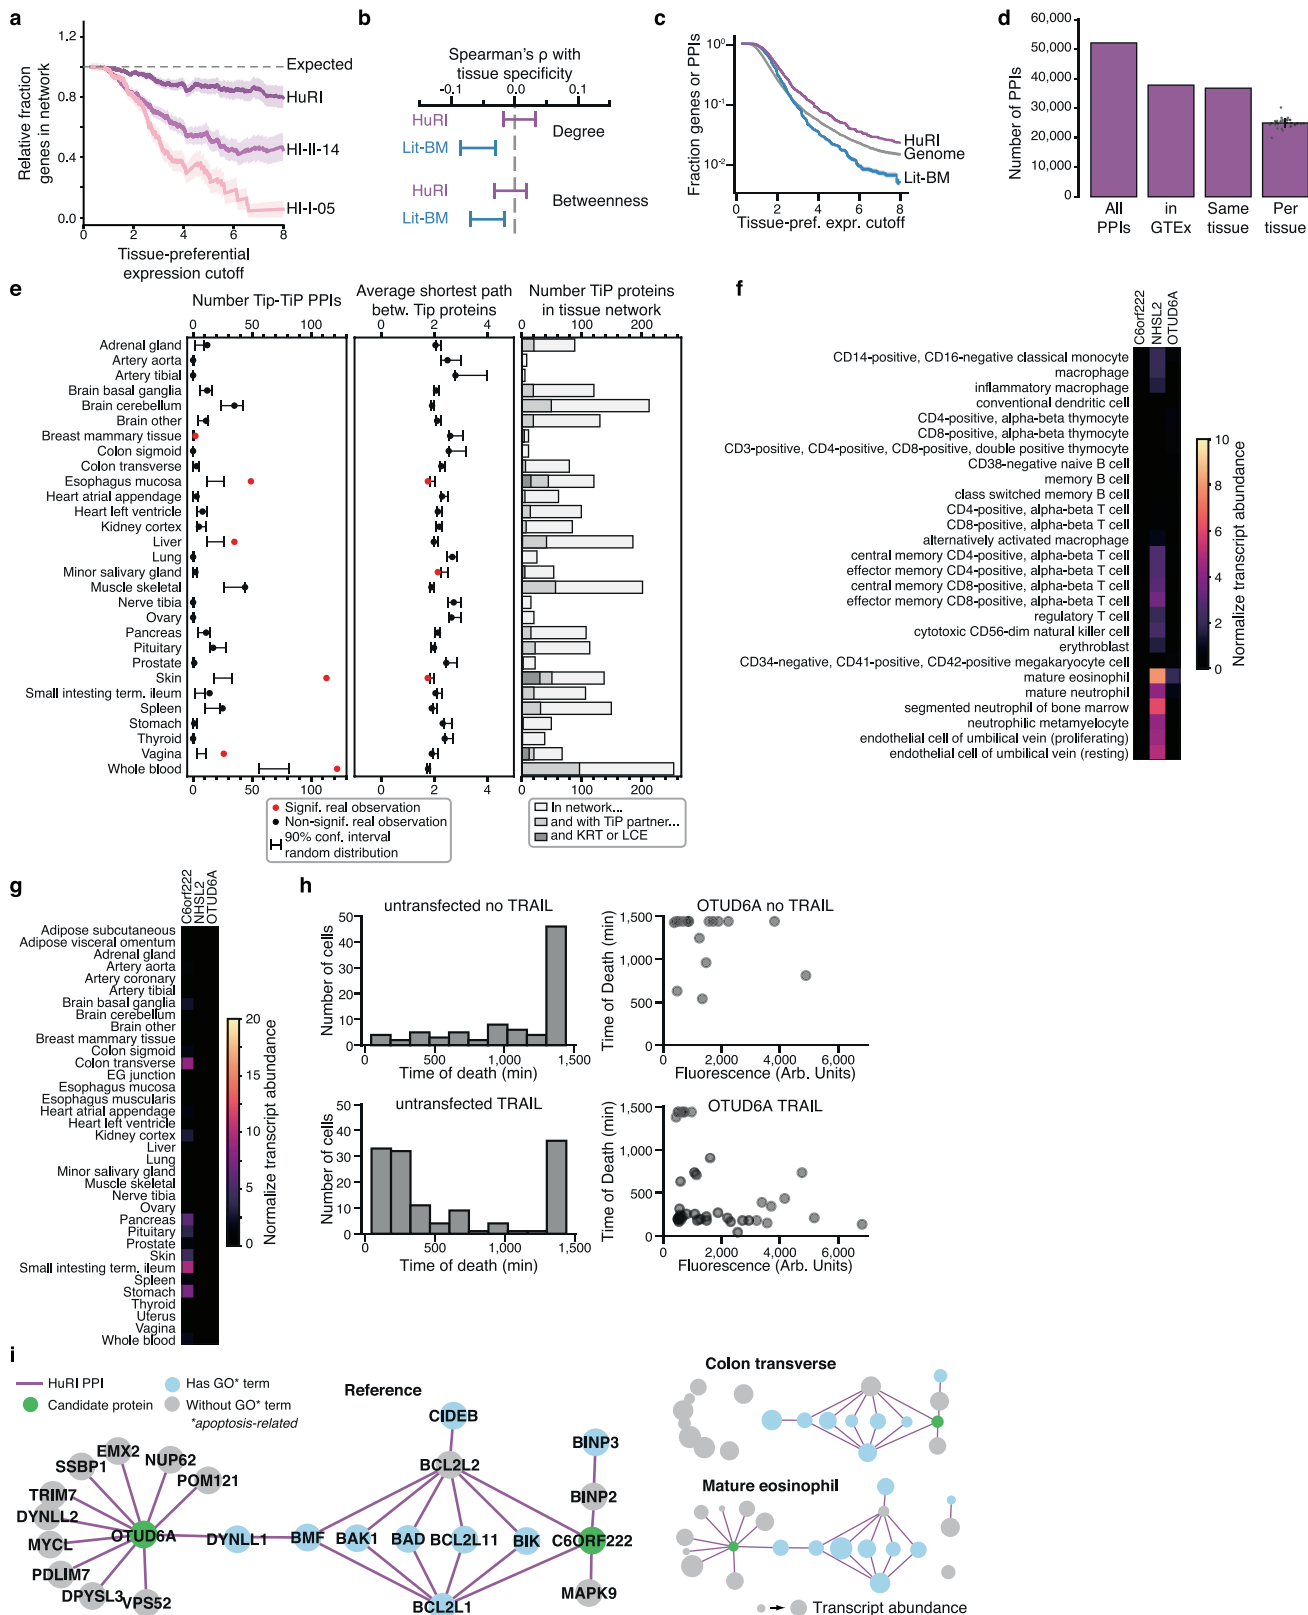 a
1.2
0.8
0.4
0.0
Relative fraction
genes in network
Expected
HuRI
HI-II-14
HI-I-05
0 2 4 6 8
Tissue-preferential
expression cutoff
b
Spearman's ρ with
tissue specificity
-0.1 0.0 0.1
HuRI
Lit-BM
Degree
HuRI
Lit-BM
Betweenness
c
Fraction genes or PPIs
10⁰
10⁻¹
10⁻²
HuRI
Genome
Lit-BM
0 2 4 6 8
Tissue-pref. expr. cutoff
d
Number of PPIs
60,000
50,000
40,000
30,000
20,000
10,000
0
All PPIs
in GTEx
Same tissue
Per tissue
e
Number Tip-TiP PPIs
0 50 100
Average shortest path
betw. Tip proteins
0 2 4
Number TiP proteins
in tissue network
0 100 200
Adrenal gland
Artery aorta
Artery tibial
Brain basal ganglia
Brain cerebellum
Brain other
Breast mammary tissue
Colon sigmoid
Colon transverse
Esophagus mucosa
Heart atrial appendage
Heart left ventricle
Kidney cortex
Liver
Lung
Minor salivary gland
Muscle skeletal
Nerve tibia
Ovary
Pancreas
Pituitary
Prostate
Skin
Small intesting term. ileum
Spleen
Stomach
Thyroid
Vagina
Whole blood
0 50 100
0 2 4
0 100 200
Signif. real observation
Non-signif. real observation
90% conf. interval
random distribution
In network...
and with TiP partner...
and KRT or LCE
f
C6orf222
NHSL2
OTUD6A
CD14-positive, CD16-negative classical monocyte
macrophage
inflammatory macrophage
conventional dendritic cell
CD4-positive, alpha-beta thymocyte
CD8-positive, alpha-beta thymocyte
CD3-positive, CD4-positive, CD8-positive, double positive thymocyte
CD38-negative naive B cell
memory B cell
class switched memory B cell
CD4-positive, alpha-beta T cell
CD8-positive, alpha-beta T cell
alternatively activated macrophage
central memory CD4-positive, alpha-beta T cell
effector memory CD4-positive, alpha-beta T cell
central memory CD8-positive, alpha-beta T cell
effector memory CD8-positive, alpha-beta T cell
regulatory T cell
cytotoxic CD56-dim natural killer cell
erythroblast
CD34-negative, CD41-positive, CD42-positive megakaryocyte cell
mature eosinophil
mature neutrophil
segmented neutrophil of bone marrow
neutrophilic metamyelocyte
endothelial cell of umbilical vein (proliferating)
endothelial cell of umbilical vein (resting)
10
8
6
4
2
0
Normalize transcript abundance
g
C6orf222
NHSL2
OTUD6A
Adipose subcutaneous
Adipose visceral omentum
Adrenal gland
Artery aorta
Artery coronary
Artery tibial
Brain basal ganglia
Brain cerebellum
Brain other
Breast mammary tissue
Colon sigmoid
Colon transverse
EG junction
Esophagus mucosa
Esophagus muscularis
Heart atrial appendage
Heart left ventricle
Kidney cortex
Liver
Lung
Minor salivary gland
Muscle skeletal
Nerve tibia
Ovary
Pancreas
Pituitary
Prostate
Skin
Small intesting term. ileum
Spleen
Stomach
Thyroid
Uterus
Vagina
Whole blood
20
15
10
5
0
Normalize transcript abundance
h
untransfected no TRAIL
Number of cells
50
40
30
20
10
0
0 500 1,000 1,500
Time of death (min)
OTUD6A no TRAIL
Time of Death (min)
1,500
1,000
500
0
0 2,000 4,000 6,000
Fluorescence (Arb. Units)
untransfected TRAIL
Number of cells
50
40
30
20
10
0
0 500 1,000 1,500
Time of death (min)
OTUD6A TRAIL
Time of Death (min)
1,500
1,000
500
0
0 2,000 4,000 6,000
Fluorescence (Arb. Units)
i
HuRI PPI
Candidate protein
Has GO* term
Without GO* term
*apoptosis-related
Reference
EMX2
SSBP1
NUP62
POM121
TRIM7
DYNLL2
MYCL
PDLIM7
DPYSL3
VPS52
OTUD6A
DYNLL1
BMF
BAK1
BAD
BCL2L11
BIK
C6ORF222
CIDEB
BCL2L2
BCL2L1
BINP3
BINP2
MAPK9
Colon transverse
Mature eosinophil
Transcript abundance